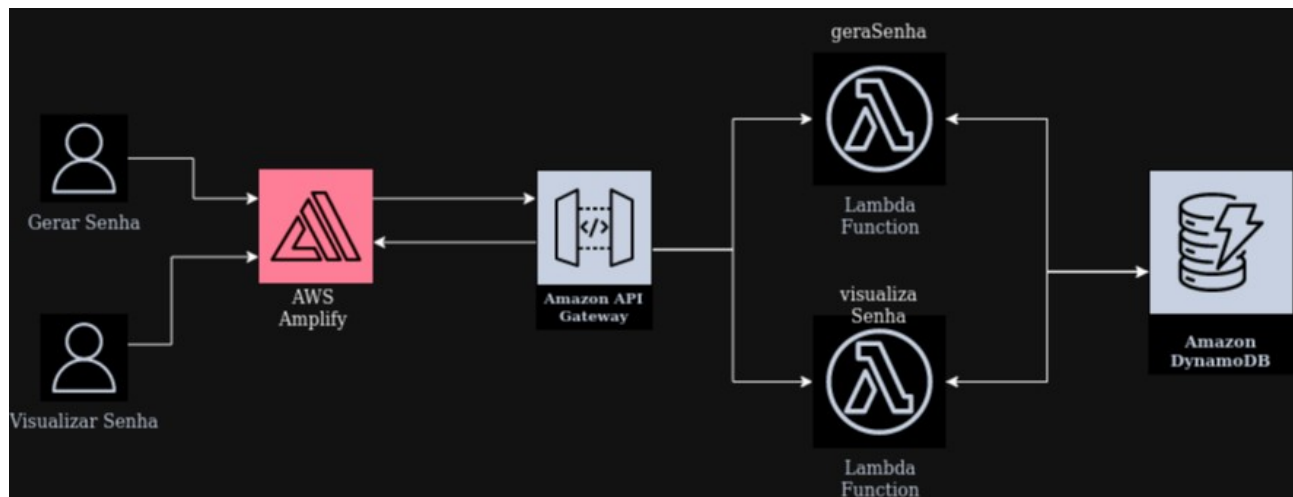 geraSenha
Gerar Senha
Visualizar Senha
AWS
Amplify
</>
Amazon API
Gateway
Lambda
Function
visualiza
Senha
Lambda
Function
Amazon
DynamoDB